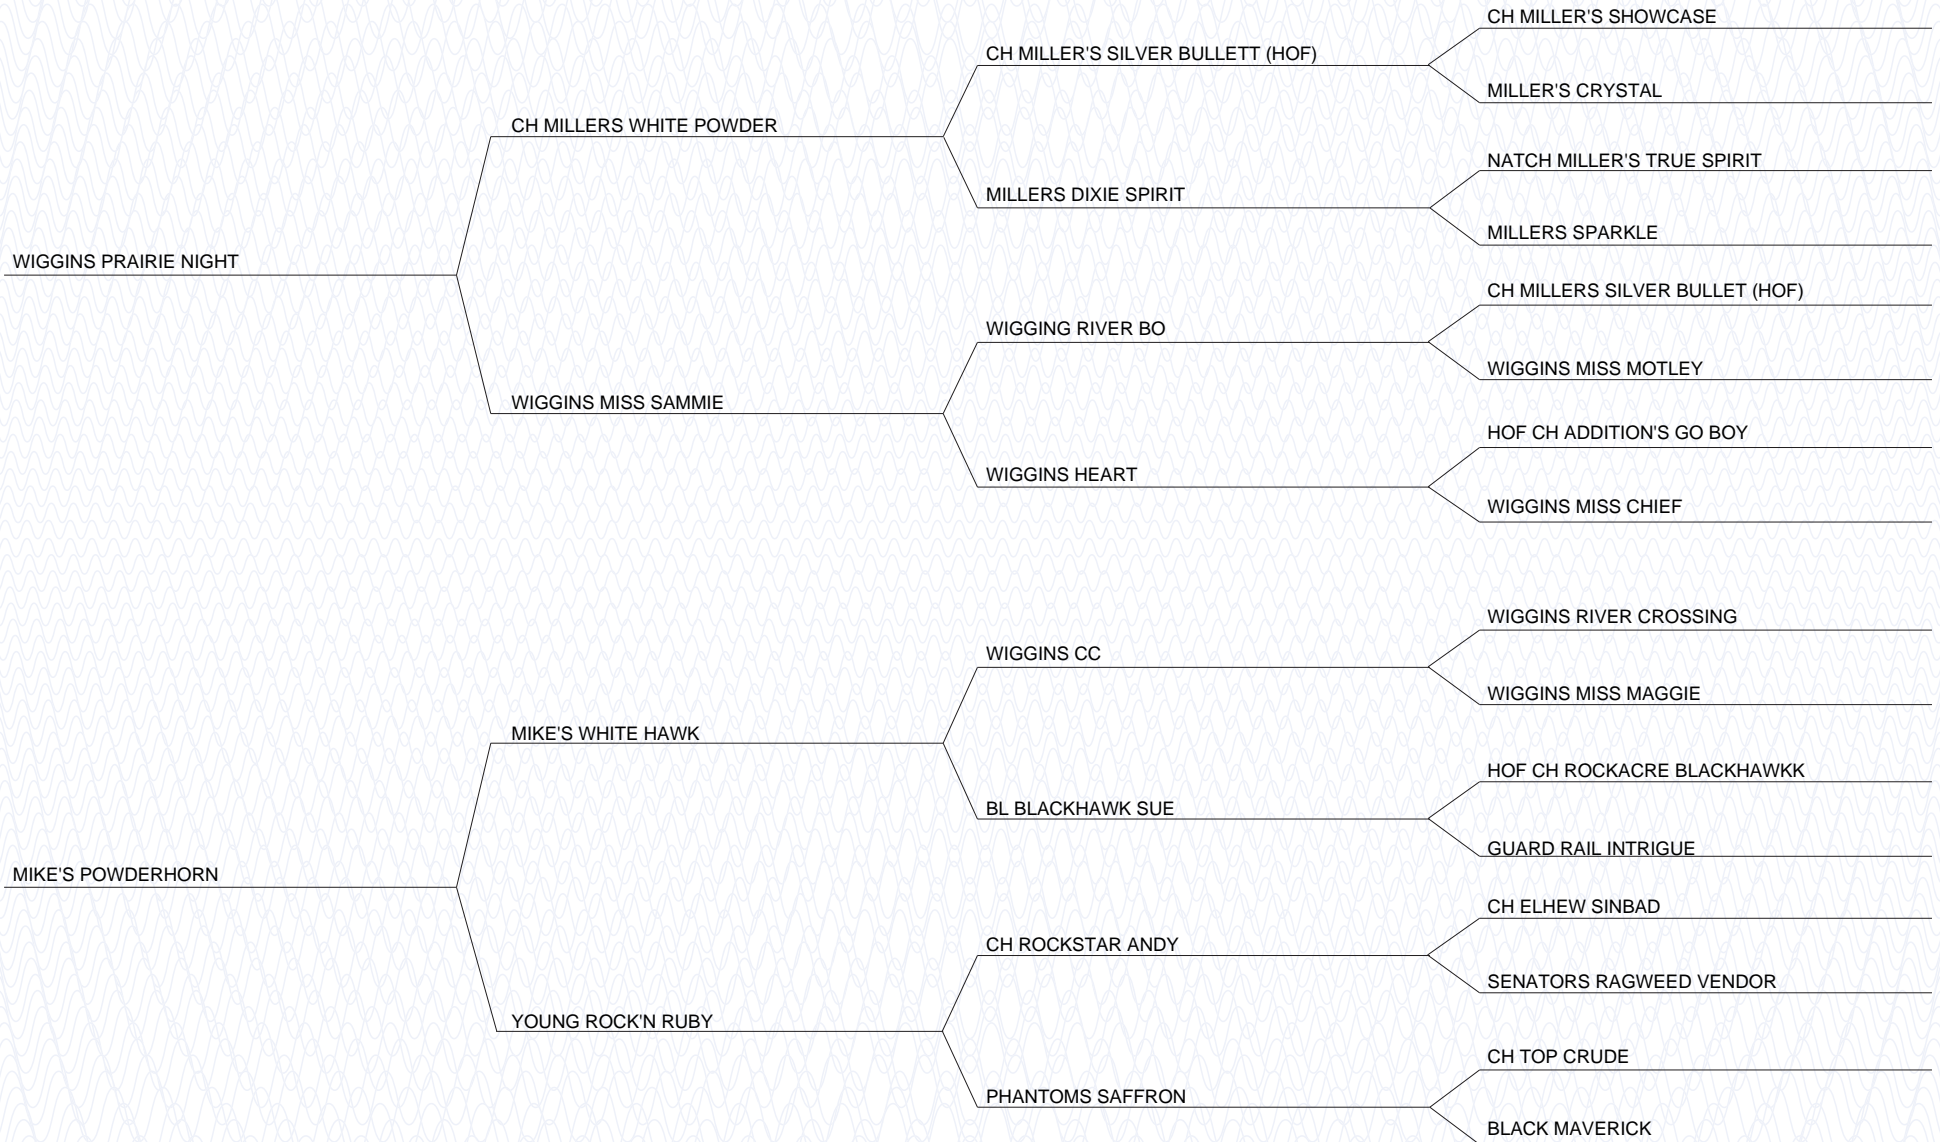 CH MILLER'S SHOWCASE
CH MILLER'S SILVER BULLETT (HOF)
MILLER'S CRYSTAL
CH MILLERS WHITE POWDER
NATCH MILLER'S TRUE SPIRIT
MILLERS DIXIE SPIRIT
MILLERS SPARKLE
WIGGINS PRAIRIE NIGHT
CH MILLERS SILVER BULLET (HOF)
WIGGING RIVER BO
WIGGINS MISS MOTLEY
WIGGINS MISS SAMMIE
HOF CH ADDITION'S GO BOY
WIGGINS HEART
WIGGINS MISS CHIEF
WIGGINS RIVER CROSSING
WIGGINS CC
WIGGINS MISS MAGGIE
MIKE'S WHITE HAWK
HOF CH ROCKACRE BLACKHAWKK
BL BLACKHAWK SUE
GUARD RAIL INTRIGUE
MIKE'S POWDERHORN
CH ELHEW SINBAD
CH ROCKSTAR ANDY
SENATORS RAGWEED VENDOR
YOUNG ROCK'N RUBY
CH TOP CRUDE
PHANTOMS SAFFRON
BLACK MAVERICK